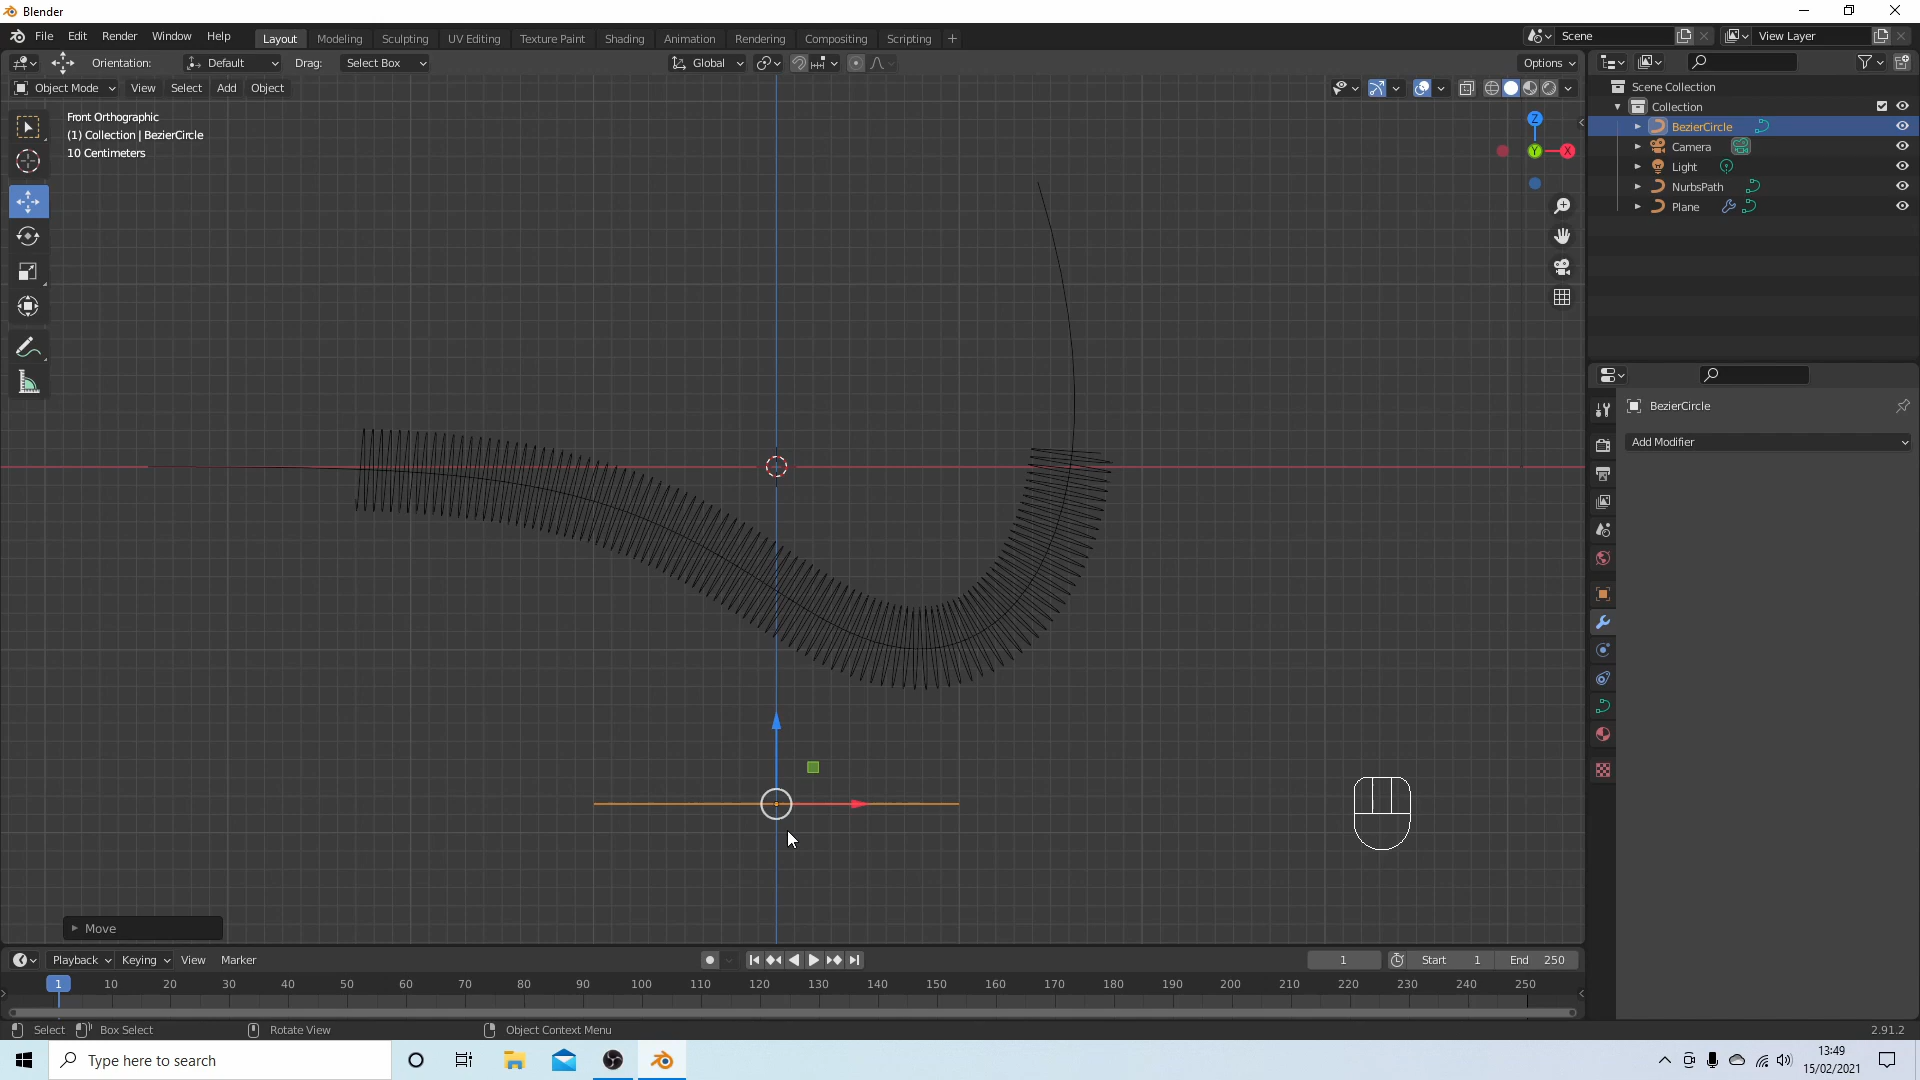 Blender
File Edit Render Window Help
Layout Modeling Sculpting UV Editing Texture Paint Shading Animation Rendering Compositing Scripting +
Scene
View Layer
Orientation: Default Drag: Select Box
Global
Options
Object Mode View Select Add Object
Front Orthographic
(1) Collection | BezierCircle
10 Centimeters
Z
Y
X
Scene Collection
Collection
BezierCircle
Camera
Light
NurbsPath
Plane
BezierCircle
Add Modifier
Move
Playback Keying View Marker
1
Start 1
End 250
1 10 20 30 40 50 60 70 80 90 100 110 120 130 140 150 160 170 180 190 200 210 220 230 240 250
Select Box Select Rotate View Object Context Menu
2.91.2
Type here to search
13:49
15/02/2021